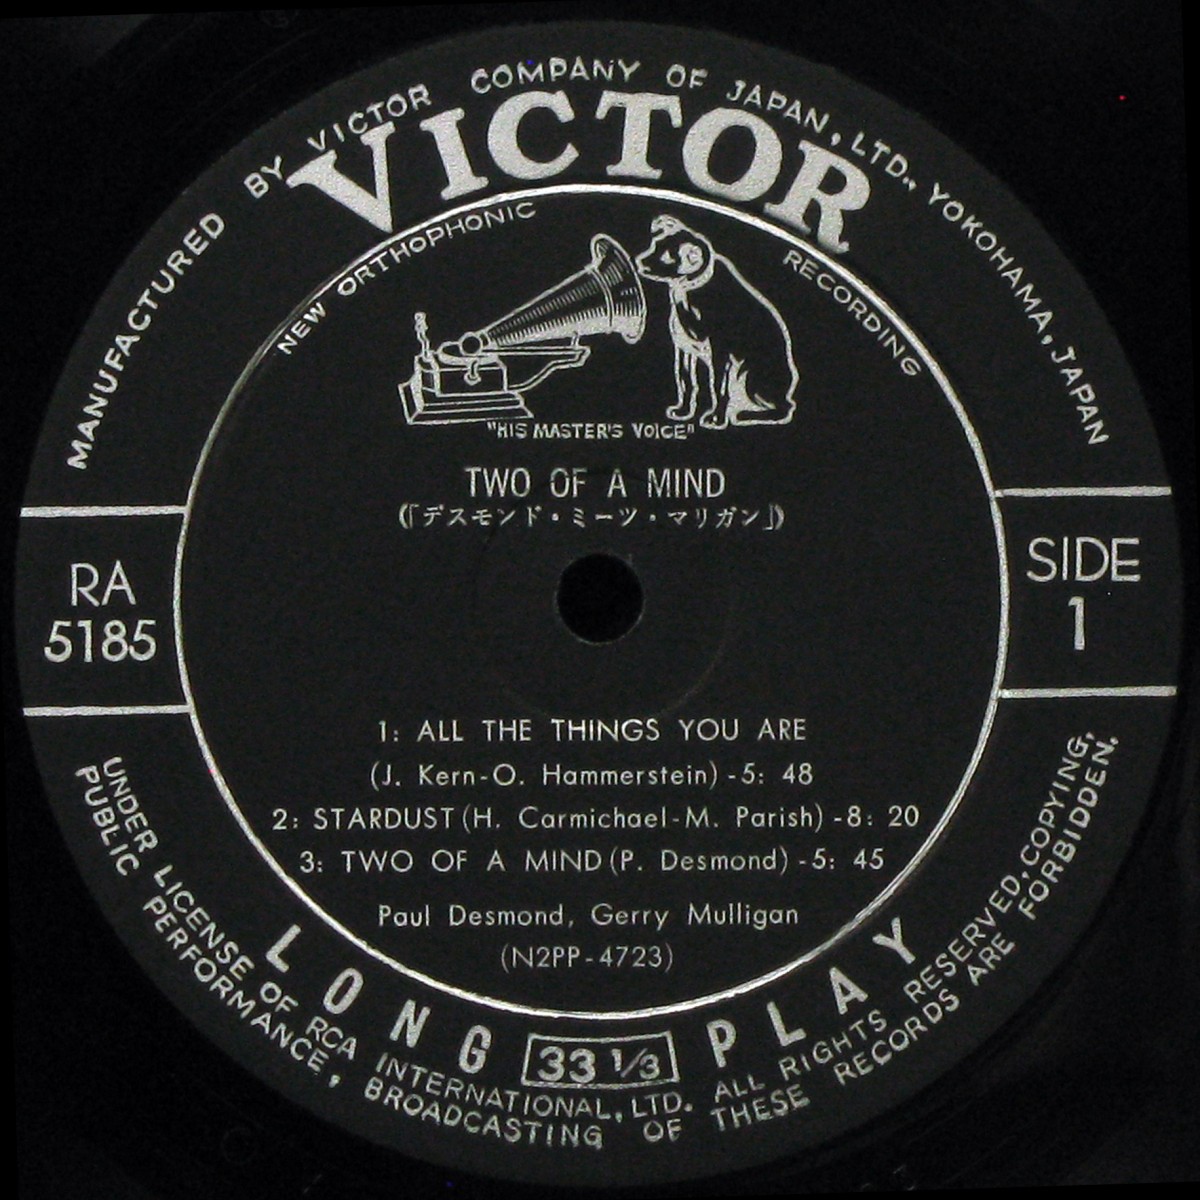 MANUFACTURED BY VICTOR COMPANY OF JAPAN, LTD., YOKOHAMA, JAPAN
VICTOR
NEW ORTHOPHONIC RECORDING
"HIS MASTER'S VOICE"
TWO OF A MIND
(「デスモンド・ミーツ・マリガン」)
RA
5185
SIDE
1
1: ALL THE THINGS YOU ARE
(J. Kern-O. Hammerstein) -5: 48
2: STARDUST (H. Carmichael-M. Parish) -8: 20
3: TWO OF A MIND (P. Desmond) -5: 45
Paul Desmond, Gerry Mulligan
(N2PP-4723)
LONG 33 1/3 PLAY
UNDER LICENSE OF RCA INTERNATIONAL, LTD. ALL RIGHTS RESERVED, COPYING,
PUBLIC PERFORMANCE, BROADCASTING OF THESE RECORDS ARE FORBIDDEN.